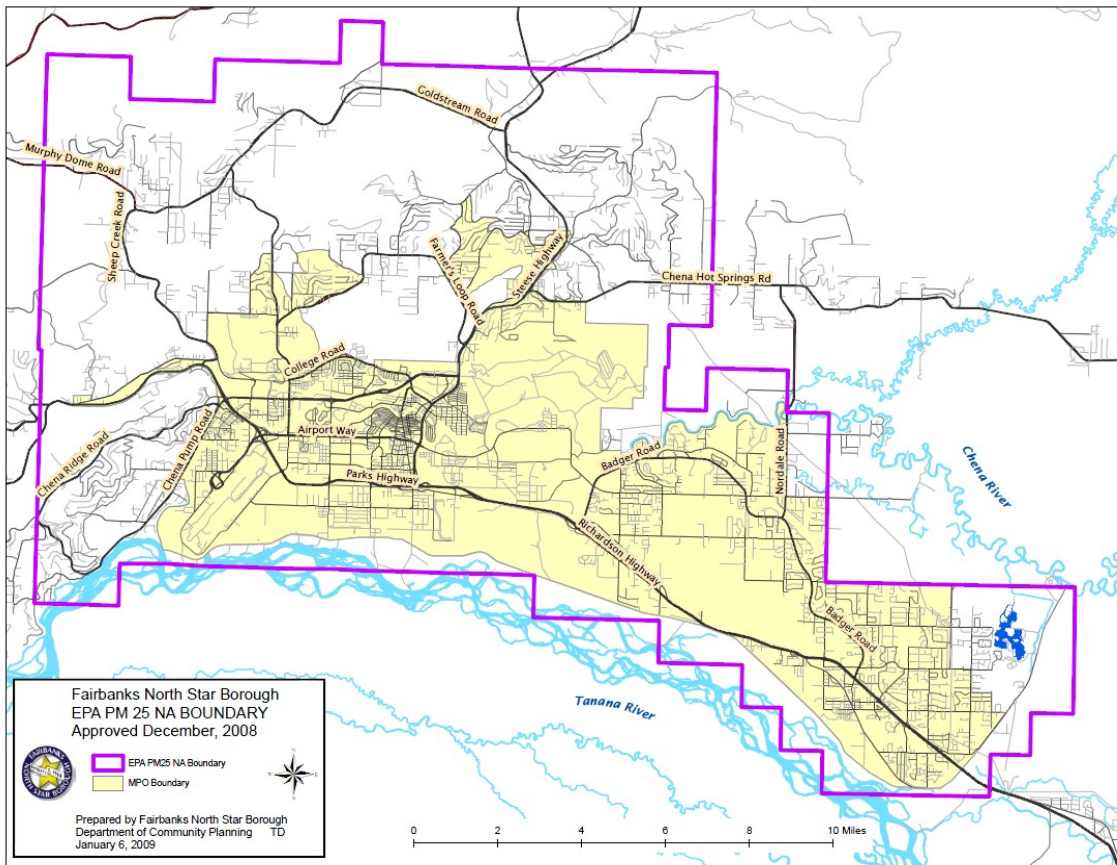 Goldstream Road
Murphy Dome Road
Sheep Creek Road
Farmer's Loop Road
Steese Highway
Chena Hot Springs Rd
College Road
Airport Way
Chena Ridge Road
Chena Pump Road
Parks Highway
Badger Road
Nordale Road
Chena River
Richardson Highway
Badger Road
Tanana River
Fairbanks North Star Borough
EPA PM 25 NA BOUNDARY
Approved December, 2008
EPA PM25 NA Boundary
MPO Boundary
FAIRBANKS
NORTH STAR BOROUGH
Prepared by Fairbanks North Star Borough
Department of Community Planning TD
January 6, 2009
0 2 4 6 8 10 Miles